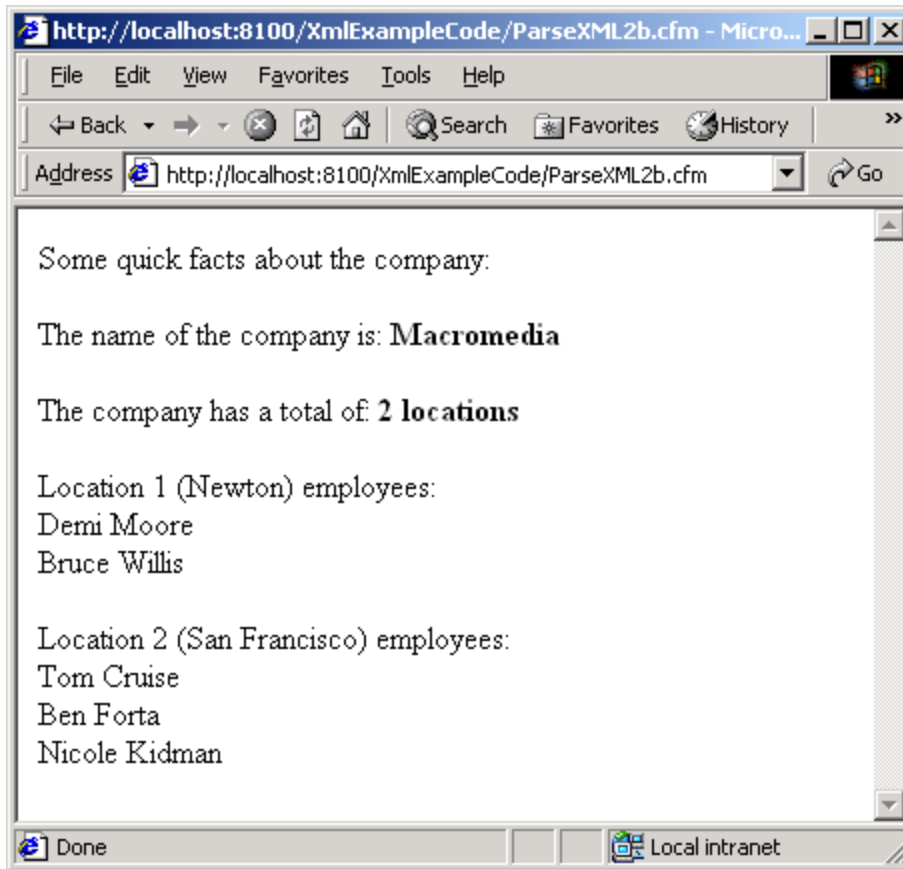 http://localhost:8100/XmlExampleCode/ParseXML2b.cfm - Micro...
File Edit View Favorites Tools Help
Back Search Favorites History »
Address http://localhost:8100/XmlExampleCode/ParseXML2b.cfm Go
Some quick facts about the company:
The name of the company is: Macromedia
The company has a total of: 2 locations
Location 1 (Newton) employees:
Demi Moore
Bruce Willis
Location 2 (San Francisco) employees:
Tom Cruise
Ben Forta
Nicole Kidman
Done Local intranet